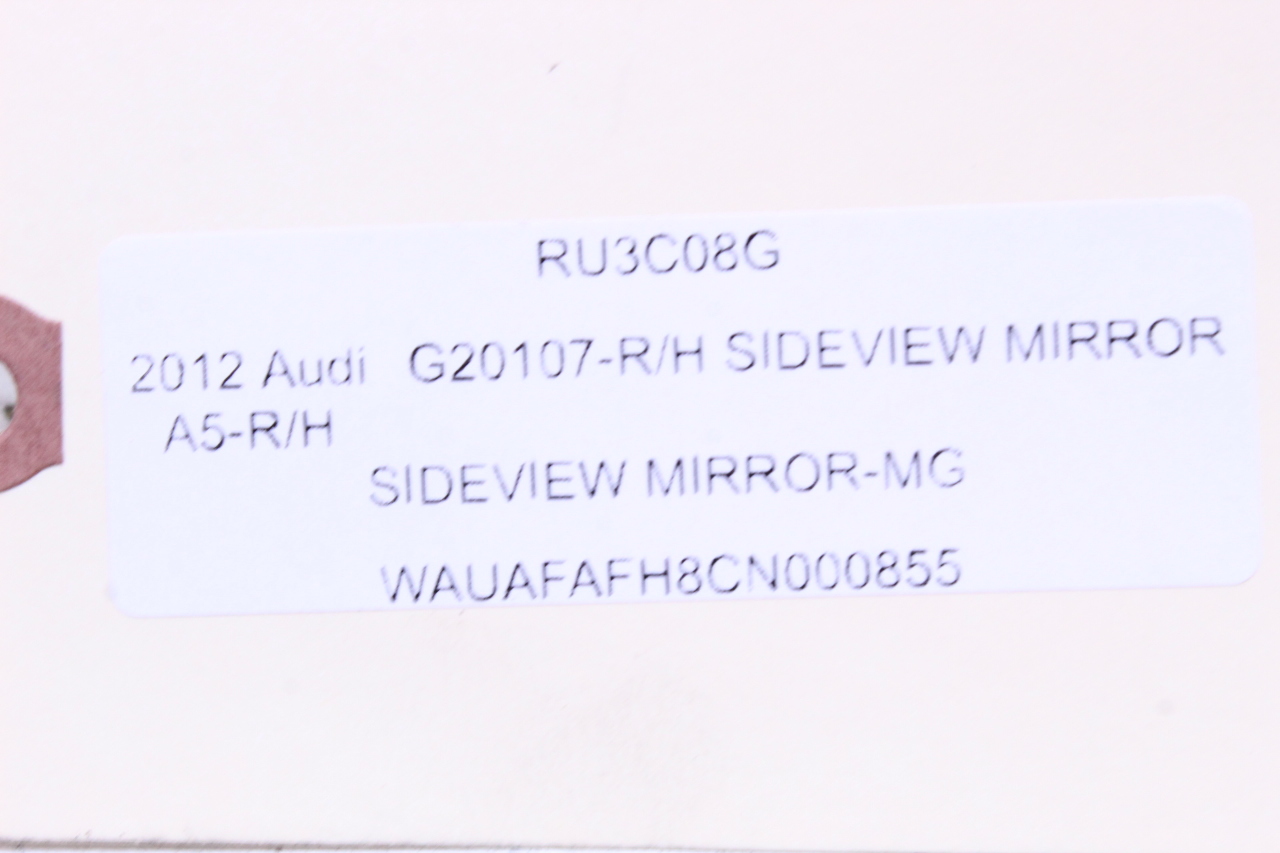 RU3C08G
2012 Audi G20107-R/H SIDEVIEW MIRROR
A5-R/H
SIDEVIEW MIRROR-MG
WAUAFAFH8CN000855